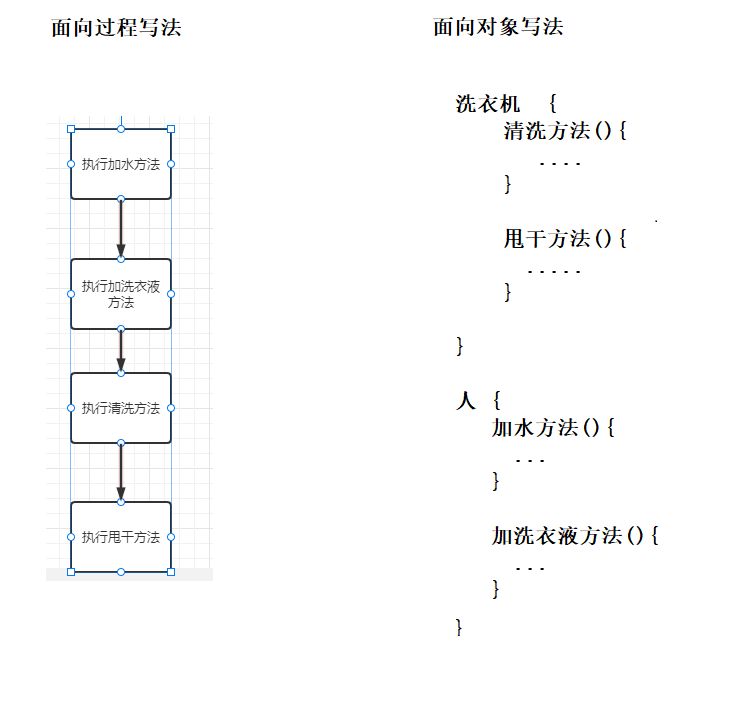 面向过程写法
执行加水方法
执行加洗衣液
方法
执行清洗方法
执行甩干方法
面向对象写法
洗衣机 {
清洗方法(){
....
}
甩干方法(){
.....
}
}
人 {
加水方法(){
...
}
加洗衣液方法(){
...
}
}